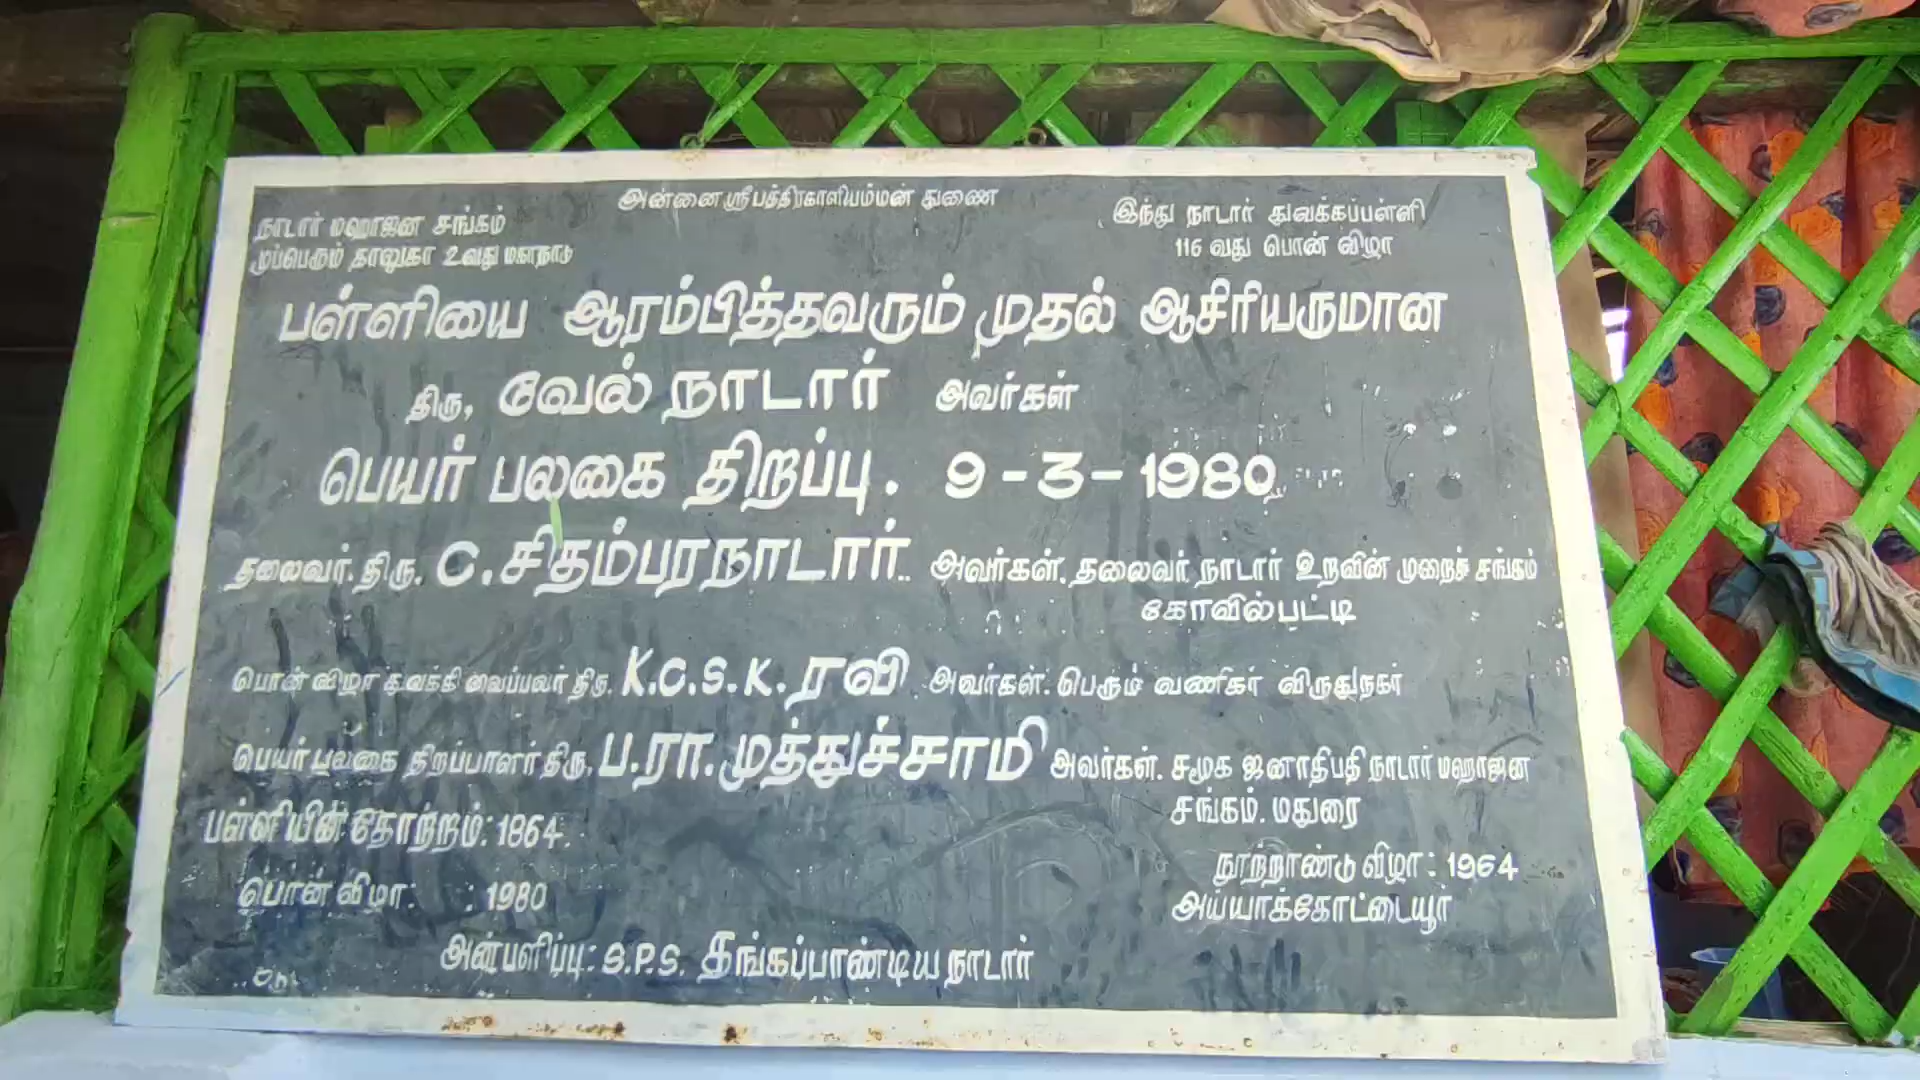 அன்னை ஸ்ரீ பத்திரகாளியம்மன் துணை
நாடார் மஹாஜன சங்கம்
முப்பெரும் தாலுகா 2வது மகாநாடு
இந்து நாடார் துவக்கப்பள்ளி
116 வது பொன் விழா
பள்ளியை ஆரம்பித்தவரும் முதல் ஆசிரியருமான
திரு, வேல் நாடார் அவர்கள்
பெயர் பலகை திறப்பு. 9-3-1980
தலைவர். திரு. C. சிதம்பரநாடார்.. அவர்கள். தலைவர் நாடார் உறவின் முறைச் சங்கம்
கோவில்பட்டி
பொன் விழா துவக்கி வைப்பவர் திரு. K.C.S.K. ரவி அவர்கள். பெரும் வணிகர் விருதுநகர்
பெயர் பலகை திறப்பாளர் திரு. ப.ரா. முத்துச்சாமி அவர்கள். சமூக ஜனாதிபதி நாடார் மஹாஜன
சங்கம். மதுரை
பள்ளியின் தோற்றம்: 1864.
நூற்றாண்டு விழா : 1964
பொன் விழா: : 1980
அய்யாக்கோட்டையூர்
அன்பளிப்பு: S.P.S. தங்கப்பாண்டிய நாடார்